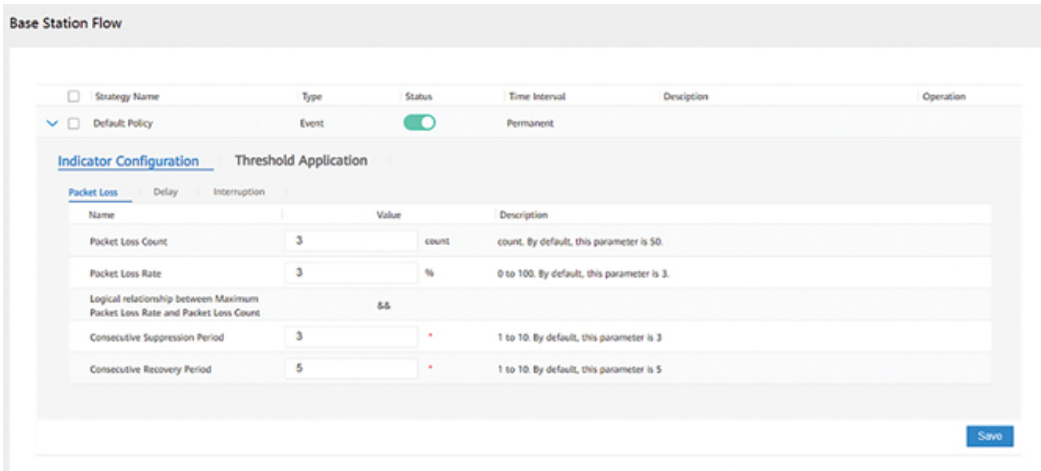 Base Station Flow
Strategy Name Type Status Time Interval Desciption Operation
Default Policy Event Permanent
Indicator Configuration Threshold Application
Packet Loss Delay Interruption
Name Value Description
Packet Loss Count 3 count count. By default, this parameter is 50.
Packet Loss Rate 3 % 0 to 100. By default, this parameter is 3.
Logical relationship between Maximum
Packet Loss Rate and Packet Loss Count &&
Consecutive Suppression Period 3 * 1 to 10. By default, this parameter is 3
Consecutive Recovery Period 5 * 1 to 10. By default, this parameter is 5
Save